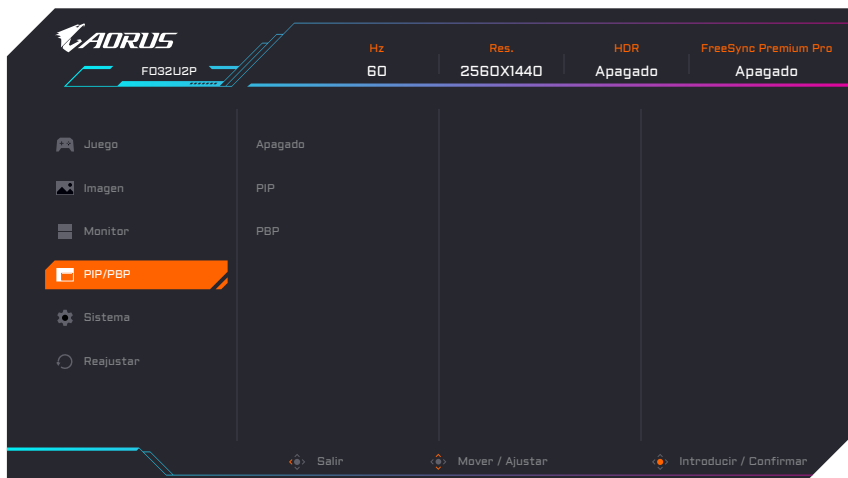 AORUS
FO32U2P
Hz
Res.
HDR
FreeSync Premium Pro
60
2560X1440
Apagado
Apagado
Juego
Apagado
Imagen
PIP
Monitor
PBP
PIP/PBP
Sistema
Reajustar
Salir
Mover / Ajustar
Introducir / Confirmar